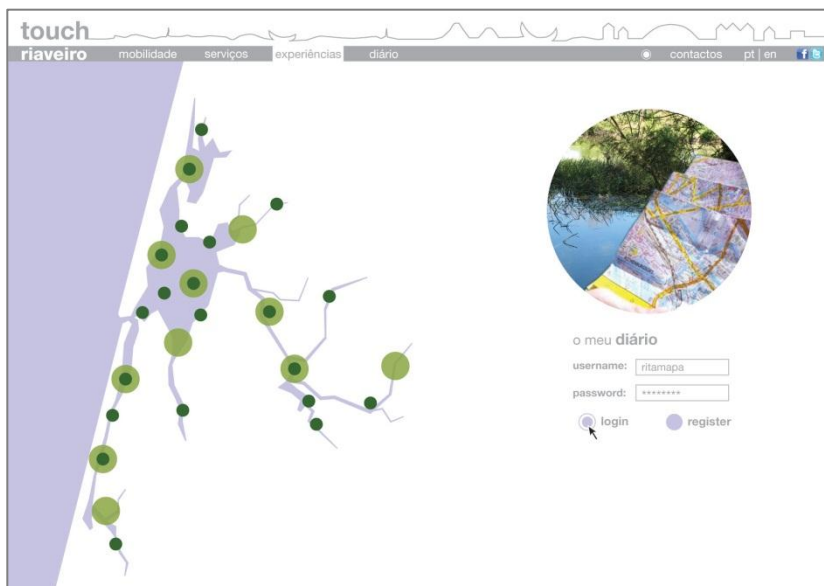 touch
riaveiro mobilidade serviços experiências diário contactos pt | en f t
o meu diário
username: ritamapa
password: ********
login register